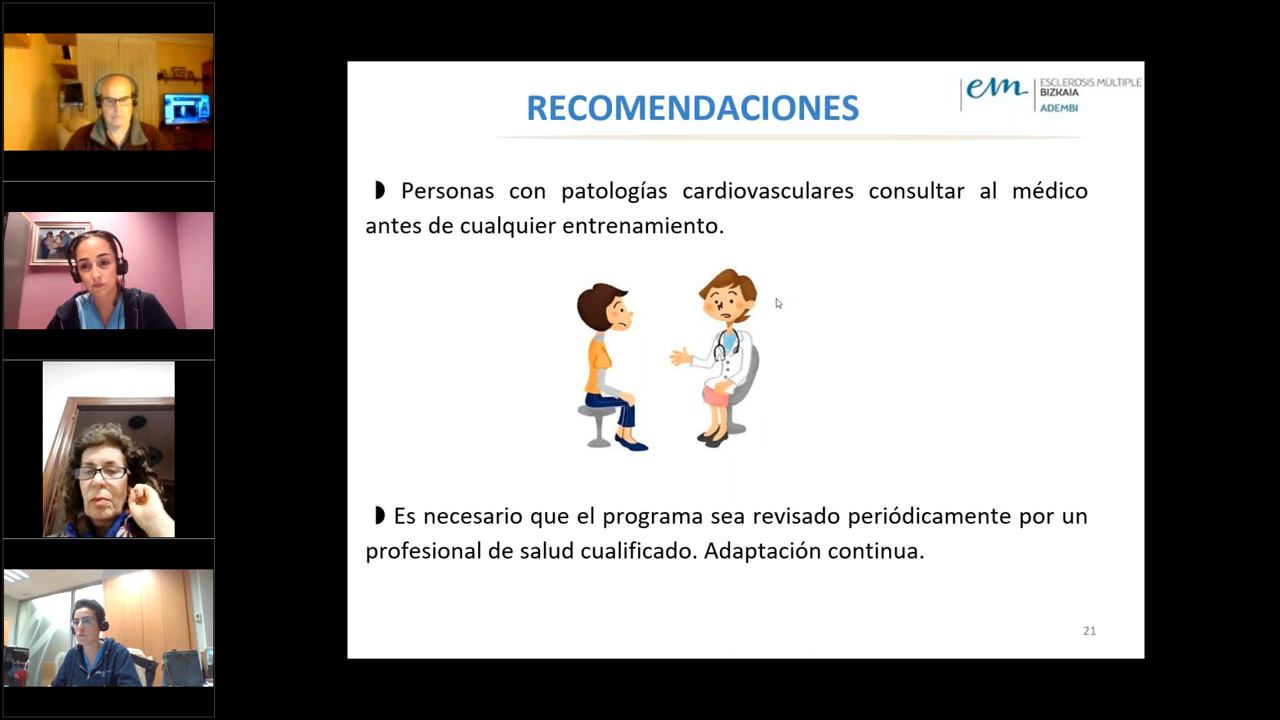 RECOMENDACIONES
em
ESCLEROSIS MÚLTIPLE
BIZKAIA
ADEMBI
◗ Personas con patologías cardiovasculares consultar al médico
antes de cualquier entrenamiento.
◗ Es necesario que el programa sea revisado periódicamente por un
profesional de salud cualificado. Adaptación continua.
21